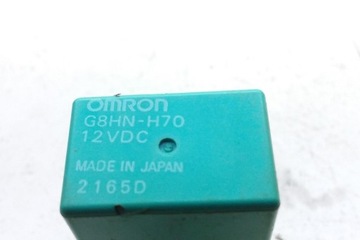 OMRON
G8HN-H70
12VDC
MADE IN JAPAN
2165D